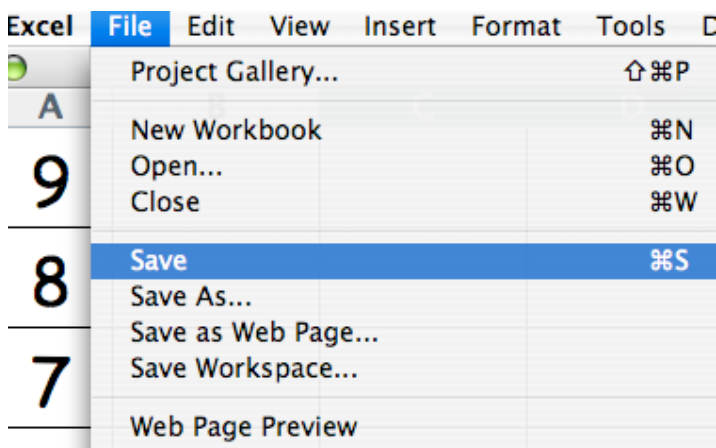 Excel File Edit View Insert Format Tools D
Project Gallery... ⇧⌘P
A B C D
New Workbook ⌘N
9
Open... ⌘O
Close ⌘W
Save ⌘S
8
Save As...
Save as Web Page...
Save Workspace...
7
Web Page Preview